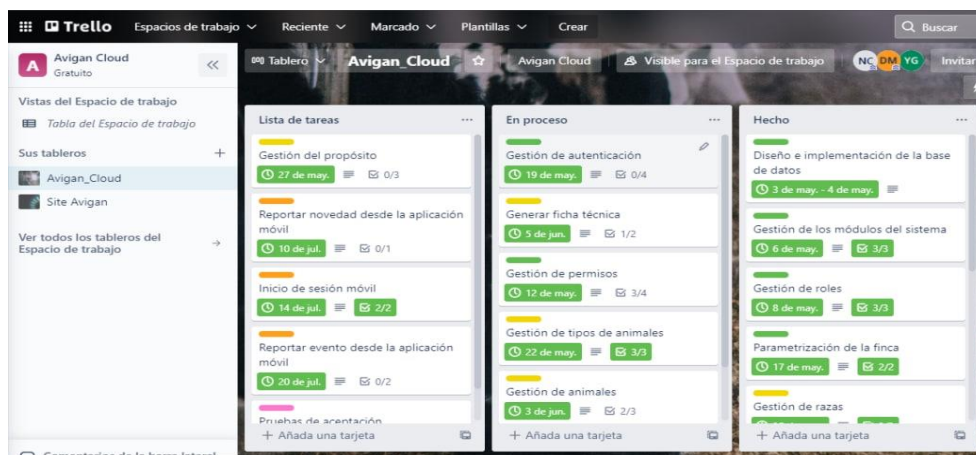 Trello
Espacios de trabajo
Reciente
Marcado
Plantillas
Crear
Buscar
A
Avigan Cloud
Gratuito
Vistas del Espacio de trabajo
Tabla del Espacio de trabajo
Sus tableros
Avigan_Cloud
Site Avigan
Ver todos los tableros del
Espacio de trabajo
Tablero
Avigan_Cloud
Avigan Cloud
Visible para el Espacio de trabajo
NC
DM
YG
Invitar
Lista de tareas
Gestión del propósito
27 de may. 0/3
Reportar novedad desde la aplicación
móvil
10 de jul. 0/1
Inicio de sesión móvil
14 de jul. 2/2
Reportar evento desde la aplicación
móvil
20 de jul. 0/2
Pruebas de aceptación
+ Añada una tarjeta
En proceso
Gestión de autenticación
19 de may. 0/4
Generar ficha técnica
5 de jun. 1/2
Gestión de permisos
12 de may. 3/4
Gestión de tipos de animales
22 de may. 3/3
Gestión de animales
3 de jun. 2/3
+ Añada una tarjeta
Hecho
Diseño e implementación de la base
de datos
3 de may. - 4 de may.
Gestión de los módulos del sistema
6 de may. 3/3
Gestión de roles
8 de may. 3/3
Parametrización de la finca
17 de may. 2/2
Gestión de razas
+ Añada una tarjeta